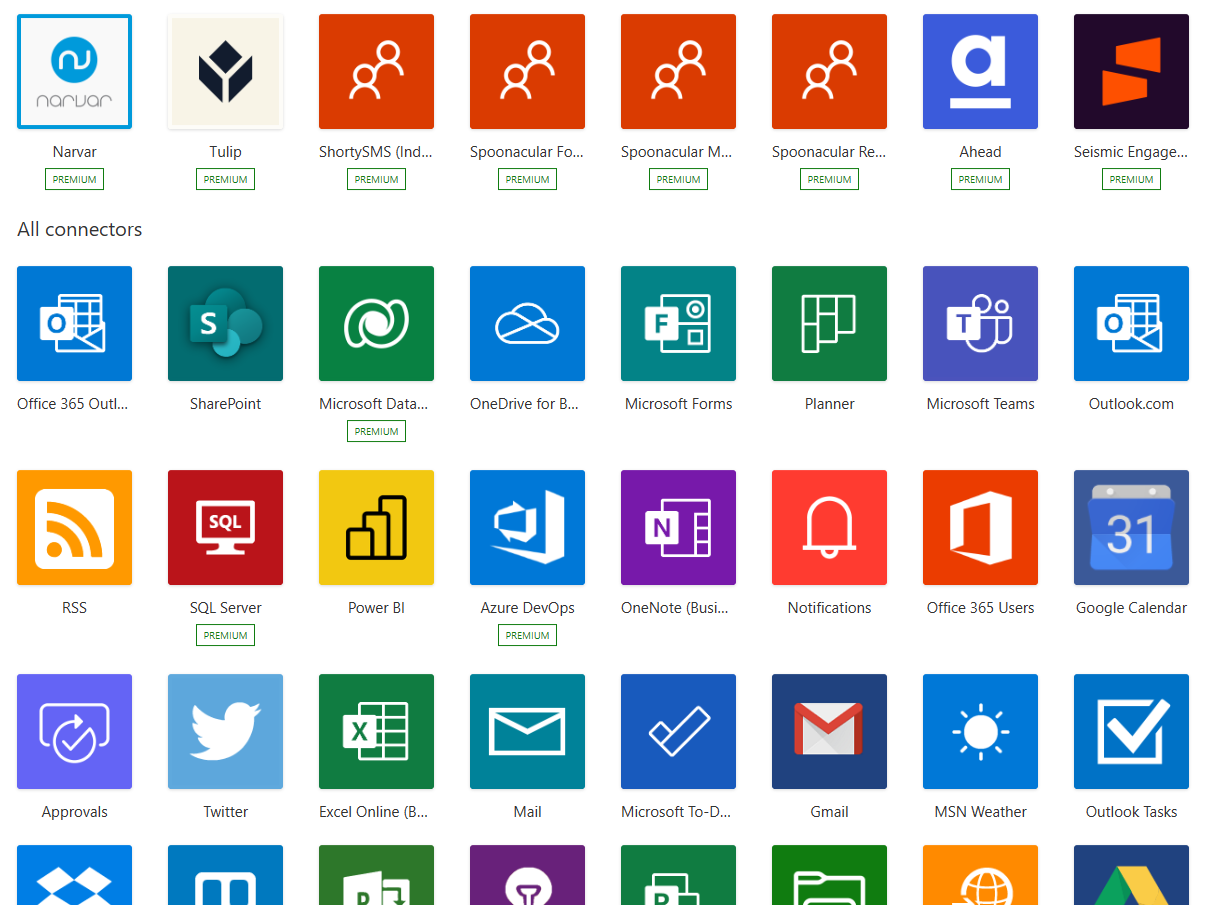 narvar
Narvar
Tulip
ShortySMS (Ind...
Spoonacular Fo...
Spoonacular M...
Spoonacular Re...
Ahead
Seismic Engage...
PREMIUM
PREMIUM
PREMIUM
PREMIUM
PREMIUM
PREMIUM
PREMIUM
PREMIUM
All connectors
O
S
F
T
O
Office 365 Outl...
SharePoint
Microsoft Data...
OneDrive for B...
Microsoft Forms
Planner
Microsoft Teams
Outlook.com
PREMIUM
SQL
N
31
RSS
SQL Server
Power BI
Azure DevOps
OneNote (Busi...
Notifications
Office 365 Users
Google Calendar
PREMIUM
PREMIUM
X
Approvals
Twitter
Excel Online (B...
Mail
Microsoft To-D...
Gmail
MSN Weather
Outlook Tasks